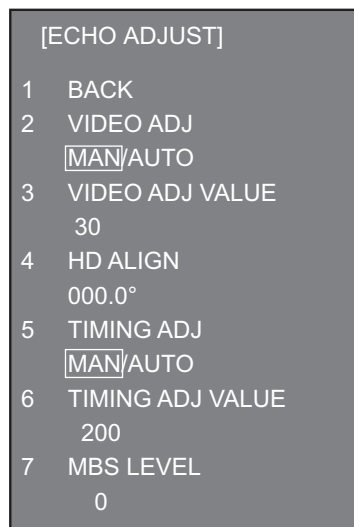 [ECHO ADJUST]
1 BACK
2 VIDEO ADJ
MAN/AUTO
3 VIDEO ADJ VALUE
30
4 HD ALIGN
000.0°
5 TIMING ADJ
MAN/AUTO
6 TIMING ADJ VALUE
200
7 MBS LEVEL
0